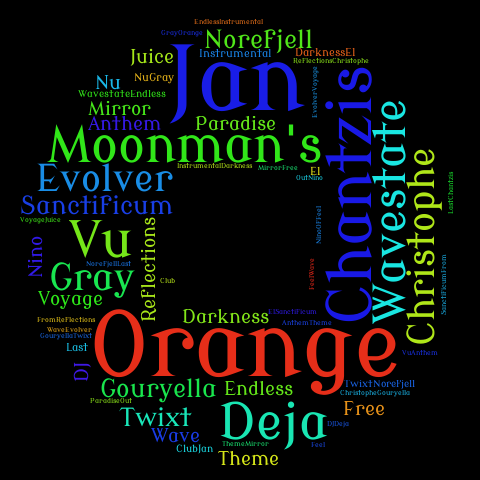 EndlessInstrumental
GrayOrange
Norefjell
Jan
Juice
Instrumental
DarknessEl
ReflectionsChristophe
Nu
NuGray
EvolverVoyage
WavestateEndless
Mirror
Anthem
Paradise
Chantzis
Wavestate
Moonman's
Christophe
InstrumentalDarkness
MirrorFree
El
OutNino
LastChantzis
Evolver
Sanctificum
VoyageJuice
Vu
Reflections
NinoOfFeel
Nino
Gray
NorefjellLast
Club
FeelWave
SanctificumFrom
Voyage
Darkness
ElSanctificum
FromReflections
Orange
AnthemTheme
WaveEvolver
GouryellaTwixt
Last
VuAnthem
DJ
Gouryella
Endless
TwixtNorefjell
ChristopheGouryella
ParadiseOut
Twixt
Deja
Free
Wave
DJDeja
ThemeMirror
Feel
ClubJan
Theme